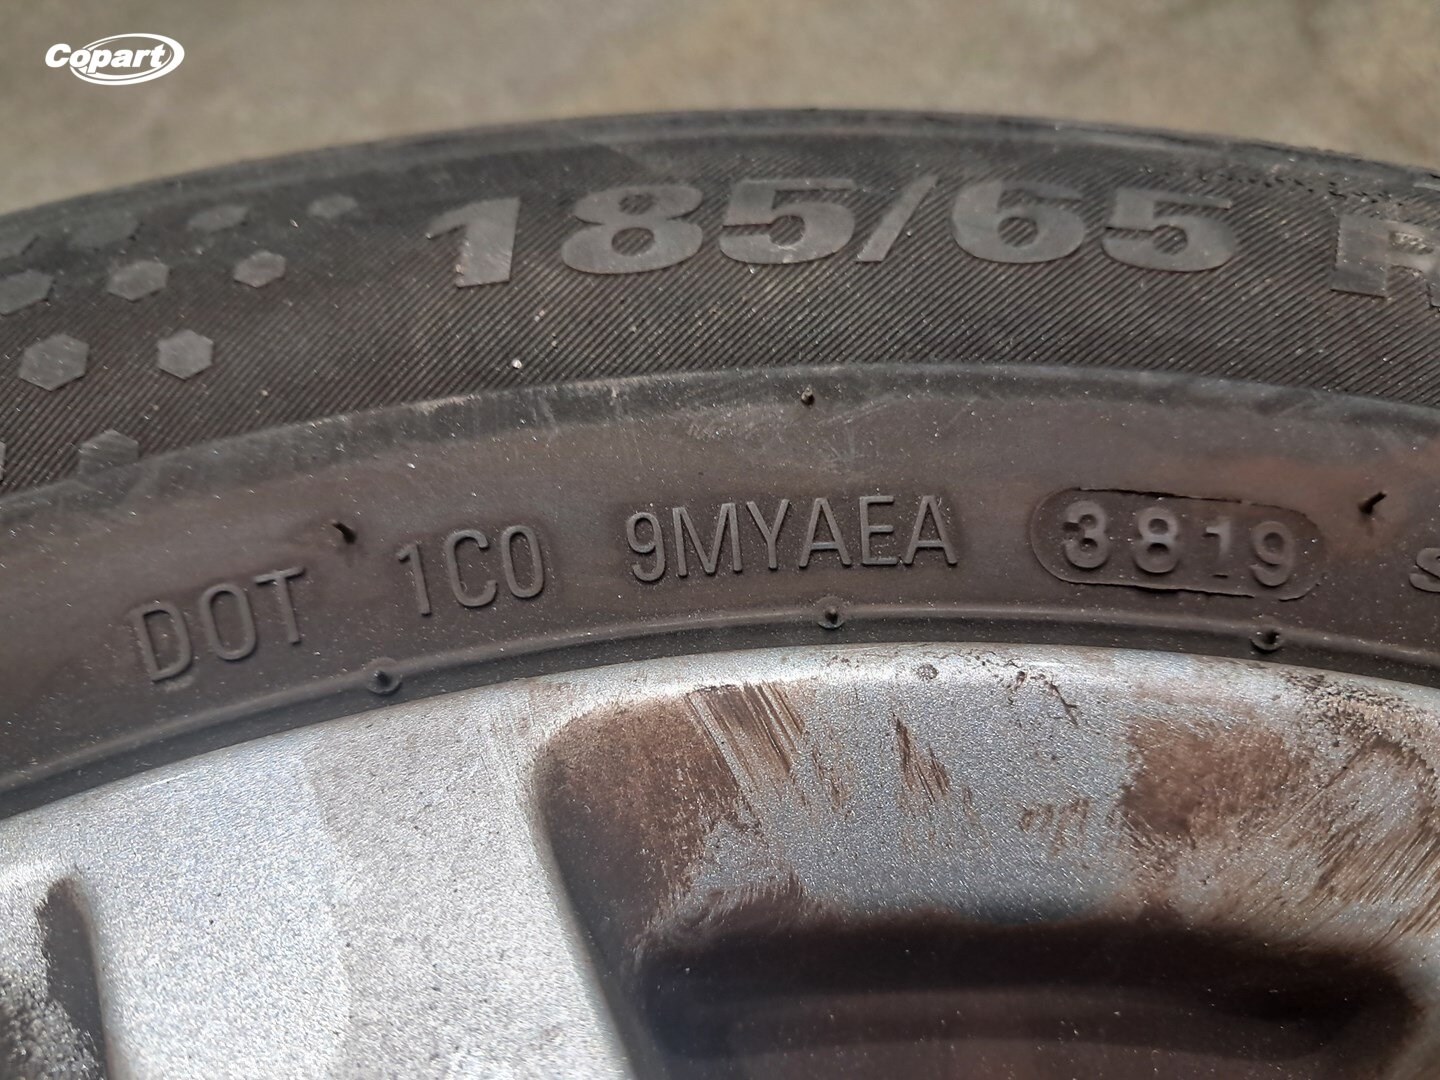 Copart
185/65 R
DOT 1C0 9MYAEA 3819 S